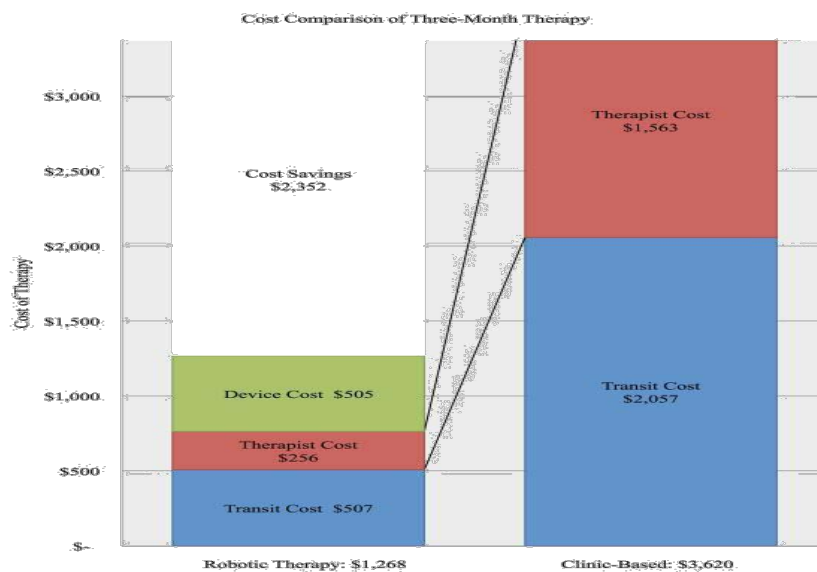 Cost Comparison of Three-Month Therapy
$3,000
$2,500
$2,000
$1,500
$1,000
$500
$-
Cost of Therapy
Cost Savings
$2,352
Device Cost $505
Therapist Cost
$256
Transit Cost $507
Therapist Cost
$1,563
Transit Cost
$2,057
Robotic Therapy: $1,268
Clinic-Based: $3,620